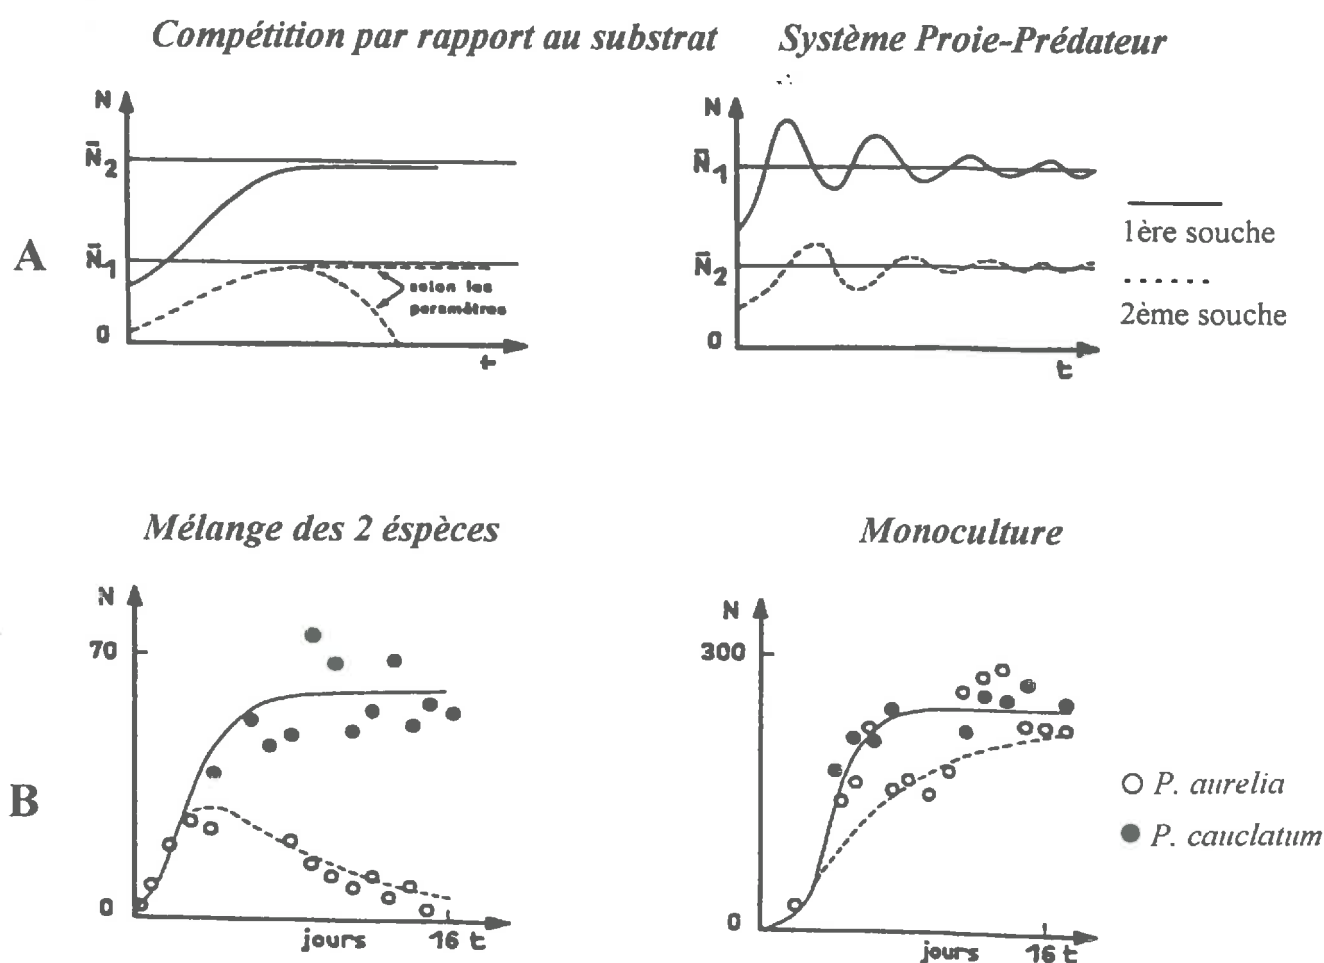 Compétition par rapport au substrat
Système Proie-Prédateur
A
N
N̄2
N̄1
0
selon les
paramètres
t
N
N̄1
N̄2
0
t
1ère souche
2ème souche
Mélange des 2 éspèces
Monoculture
B
N
70
0
jours
16 t
N
300
0
jours
16 t
P. aurelia
P. cauclatum